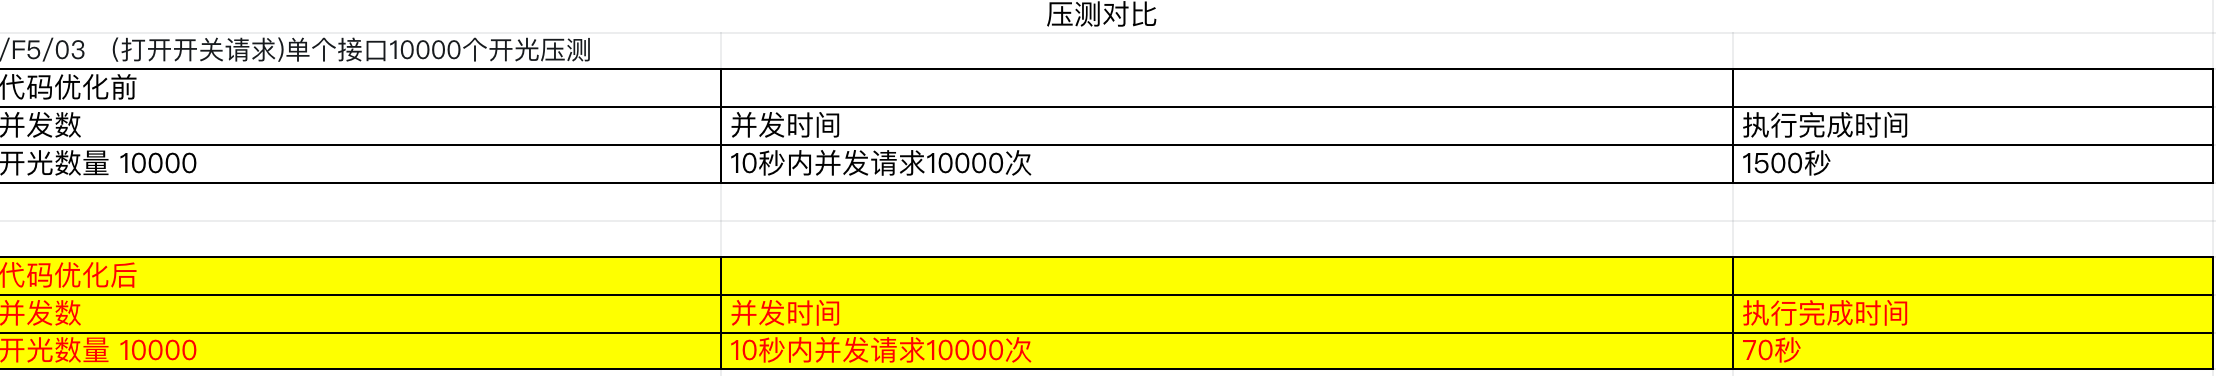 压测对比
/F5/03 （打开开关请求)单个接口10000个开光压测
代码优化前
并发数 并发时间 执行完成时间
开光数量 10000 10秒内并发请求10000次 1500秒
代码优化后
并发数 并发时间 执行完成时间
开光数量 10000 10秒内并发请求10000次 70秒